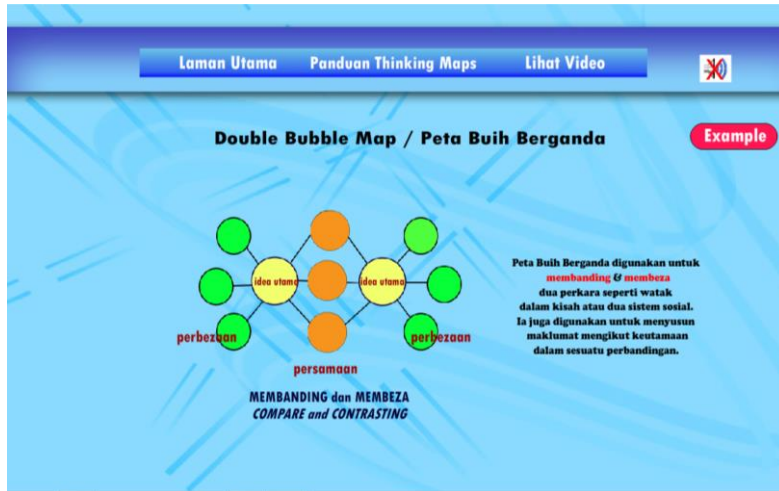 Laman Utama Panduan Thinking Maps Lihat Video
Double Bubble Map / Peta Buih Berganda
Example
idea utama
idea utama
perbezaan
perbezaan
persamaan
MEMBANDING dan MEMBEZA
COMPARE and CONTRASTING
Peta Buih Berganda digunakan untuk
membanding & membeza
dua perkara seperti watak
dalam kisah atau dua sistem sosial.
Ia juga digunakan untuk menyusun
maklumat mengikut keutamaan
dalam sesuatu perbandingan.